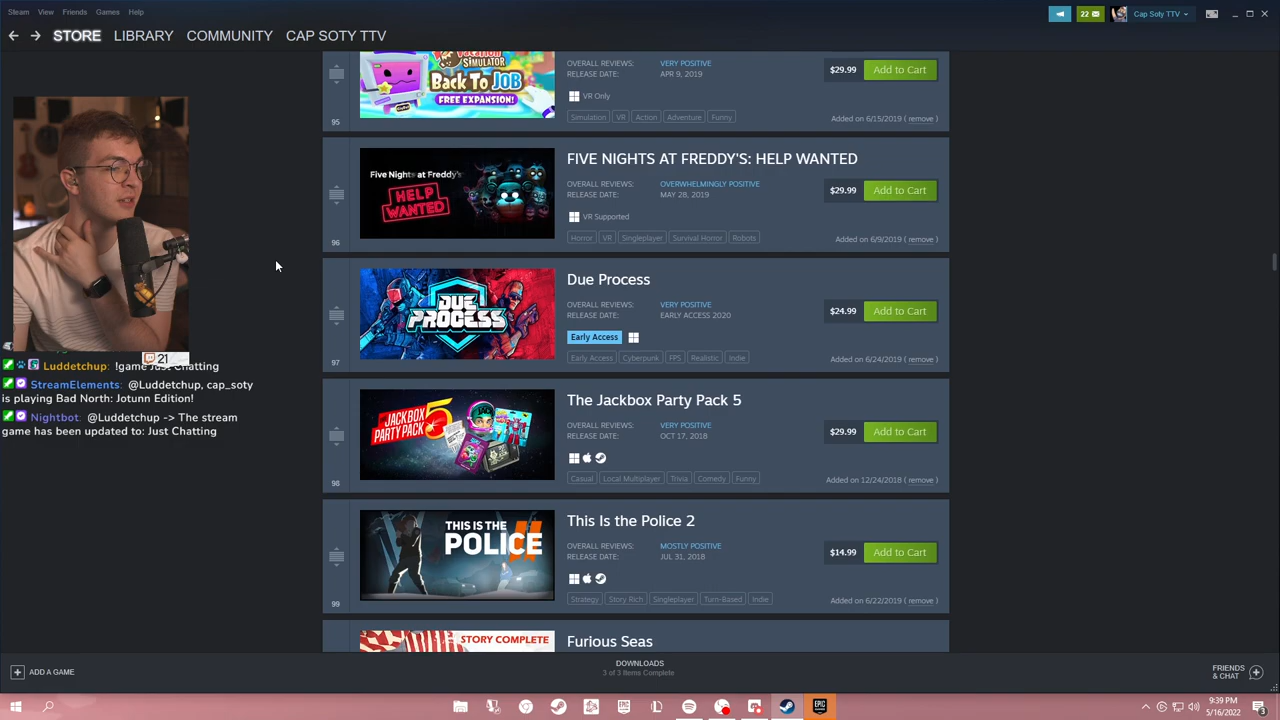 Steam View Friends Games Help
22
Cap Soty TTV
STORE LIBRARY COMMUNITY CAP SOTY TTV
VACATION SIMULATOR
BACK TO JOB
FREE EXPANSION!
OVERALL REVIEWS: VERY POSITIVE
RELEASE DATE: APR 9, 2019
$29.99 Add to Cart
VR Only
Simulation VR Action Adventure Funny
Added on 6/15/2019 ( remove )
95
Five Nights at Freddy's
HELP WANTED
FIVE NIGHTS AT FREDDY'S: HELP WANTED
OVERALL REVIEWS: OVERWHELMINGLY POSITIVE
RELEASE DATE: MAY 28, 2019
$29.99 Add to Cart
VR Supported
Horror VR Singleplayer Survival Horror Robots
Added on 6/9/2019 ( remove )
96
DUE PROCESS
Due Process
OVERALL REVIEWS: VERY POSITIVE
RELEASE DATE: EARLY ACCESS 2020
$24.99 Add to Cart
Early Access
Early Access Cyberpunk FPS Realistic Indie
Added on 6/24/2019 ( remove )
97
JACKBOX PARTY PACK 5
The Jackbox Party Pack 5
OVERALL REVIEWS: VERY POSITIVE
RELEASE DATE: OCT 17, 2018
$29.99 Add to Cart
Casual Local Multiplayer Trivia Comedy Funny
Added on 12/24/2018 ( remove )
98
THIS IS THE POLICE II
This Is the Police 2
OVERALL REVIEWS: MOSTLY POSITIVE
RELEASE DATE: JUL 31, 2018
$14.99 Add to Cart
Strategy Story Rich Singleplayer Turn-Based Indie
Added on 6/22/2019 ( remove )
99
STORY COMPLETE
Furious Seas
21
Luddetchup: !game Just Chatting
StreamElements: @Luddetchup, cap_soty
is playing Bad North: Jotunn Edition!
Nightbot: @Luddetchup -> The stream
game has been updated to: Just Chatting
ADD A GAME
DOWNLOADS
3 of 3 Items Complete
FRIENDS
& CHAT
9:39 PM
5/16/2022
3